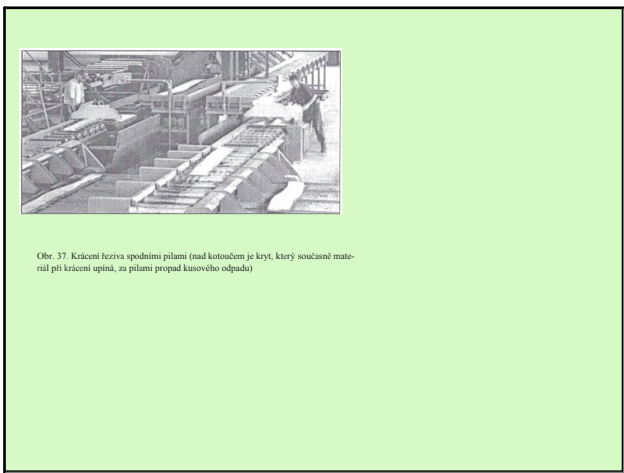 Obr. 37. Krácení řeziva spodními pilami (nad kotoučem je kryt, který současně mate-
riál při krácení upíná, za pilami propad kusového odpadu)